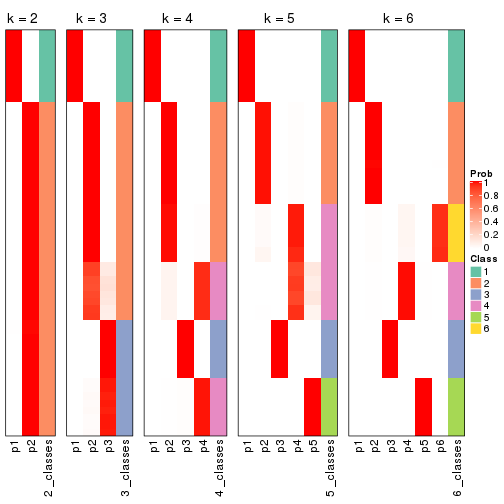 k = 2
k = 3
k = 4
k = 5
k = 6
Prob
1
0.8
0.6
0.4
0.2
0
Class
1
2
3
4
5
6
p1
p2
2_classes
p1
p2
p3
3_classes
p1
p2
p3
p4
4_classes
p1
p2
p3
p4
p5
5_classes
p1
p2
p3
p4
p5
p6
6_classes